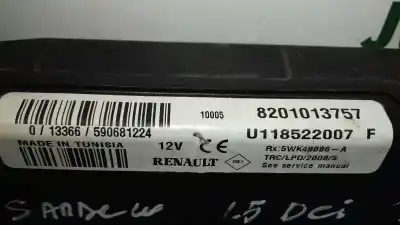 10005
8201013757
0 / 13366 / 590681224
U118522007 F
MADE IN TUNISIA
12V CE
RENAULT
Rx:5WK48886-A
TRC/LPD/2008/5
See service manual
1.5 DCi